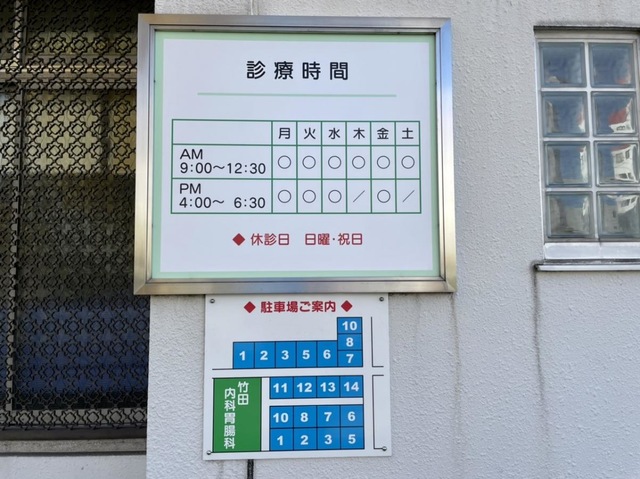 診療時間
月 火 水 木 金 土
AM
9:00〜12:30 ○ ○ ○ ○ ○ ○
PM
4:00〜 6:30 ○ ○ ○ ／ ○ ／
◆ 休診日 日曜・祝日
◆ 駐車場ご案内 ◆
10
8
1 2 3 5 6 7
11 12 13 14
竹田
内科胃腸科
10 8 7 6
1 2 3 5